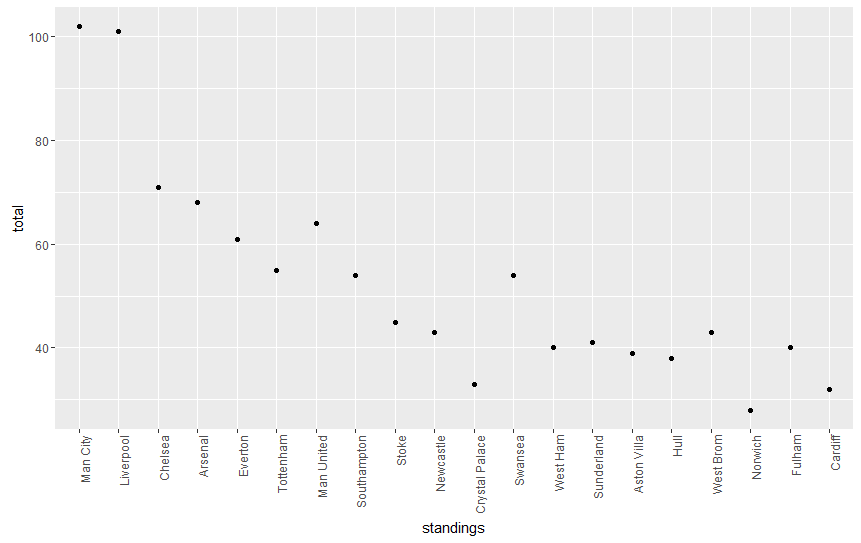 100
80
60
40
total
Man City
Liverpool
Chelsea
Arsenal
Everton
Tottenham
Man United
Southampton
Stoke
Newcastle
Crystal Palace
Swansea
West Ham
Sunderland
Aston Villa
Hull
West Brom
Norwich
Fulham
Cardiff
standings